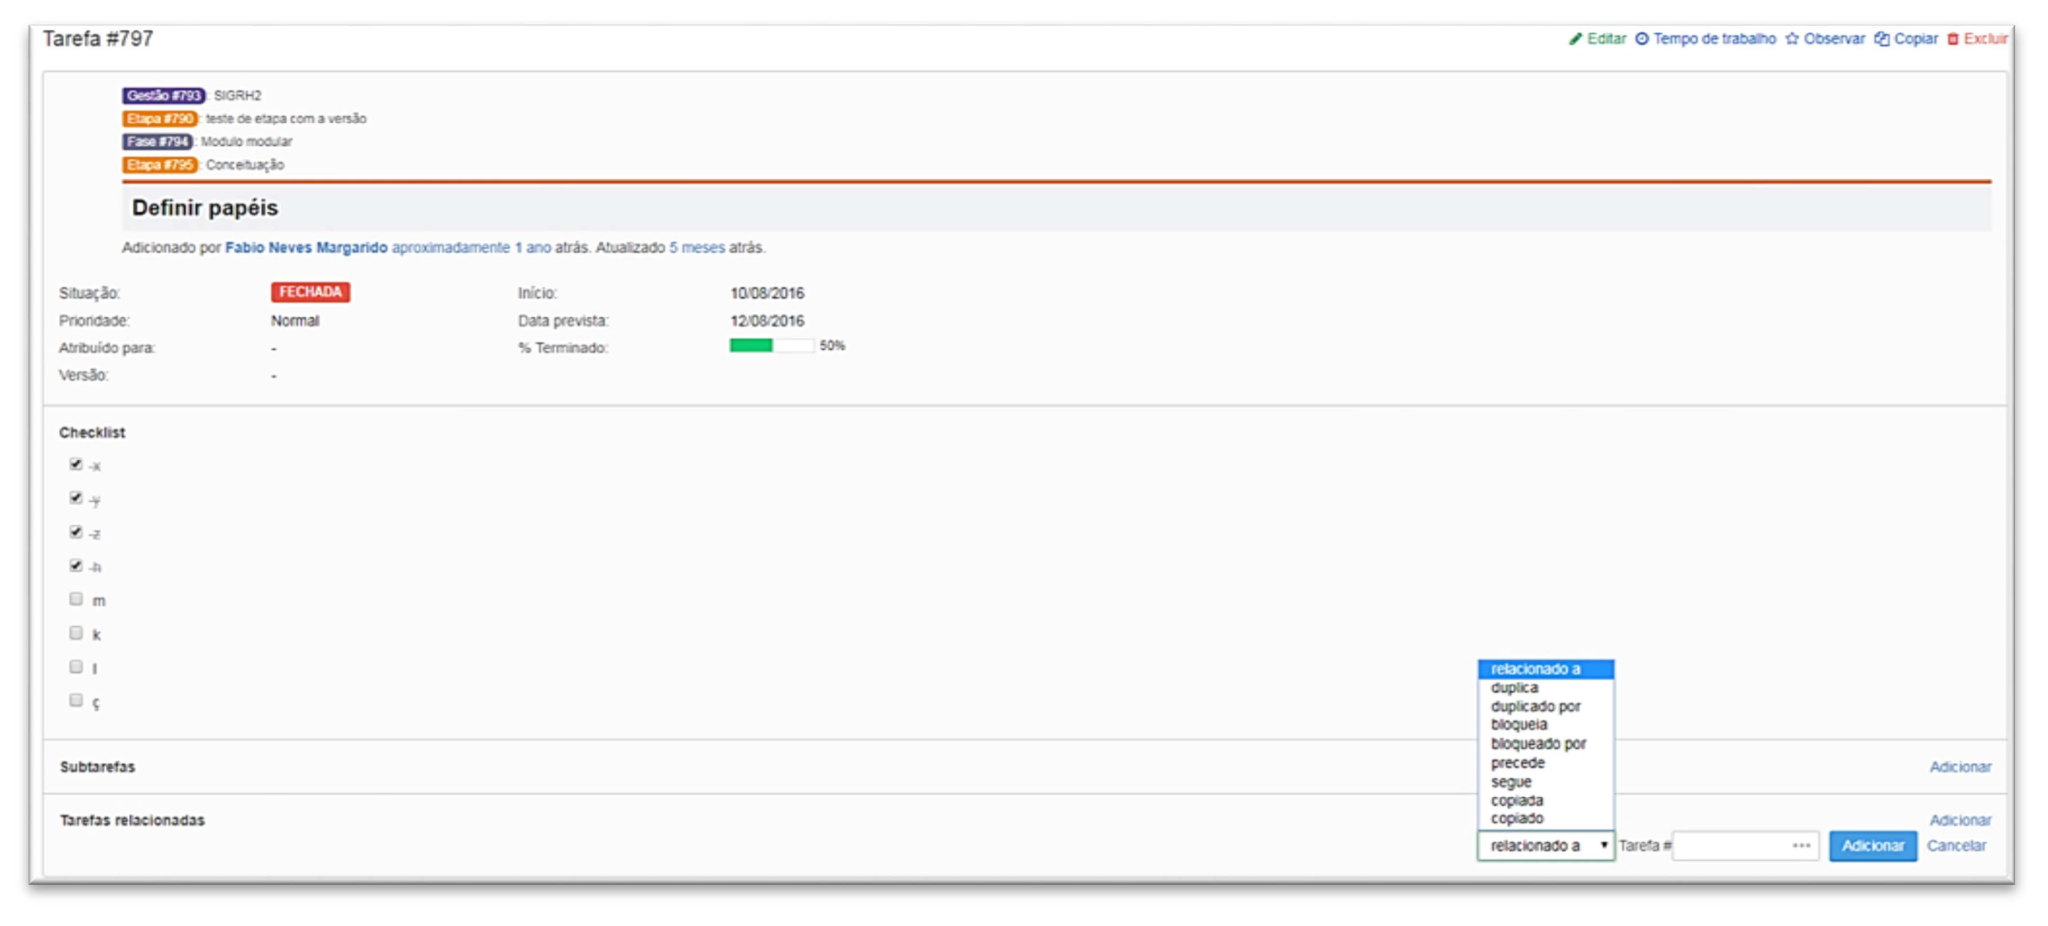 Tarefa #797
Editar Tempo de trabalho Observar Copiar Excluir
Gestão #793 : SIGRH2
Etapa #790 : teste de etapa com a versão
Fase #794 : Modulo modular
Etapa #795 : Conceituação
Definir papéis
Adicionado por Fabio Neves Margarido aproximadamente 1 ano atrás. Atualizado 5 meses atrás.
Situação: FECHADA Início: 10/08/2016
Prioridade: Normal Data prevista: 12/08/2016
Atribuído para: - % Terminado: 50%
Versão: -
Checklist
-x
-y
-z
-h
m
k
l
ç
relacionado a
duplica
duplicado por
bloqueia
bloqueado por
precede
segue
copiada
copiado
Subtarefas Adicionar
Tarefas relacionadas Adicionar
relacionado a Tarefa # ... Adicionar Cancelar